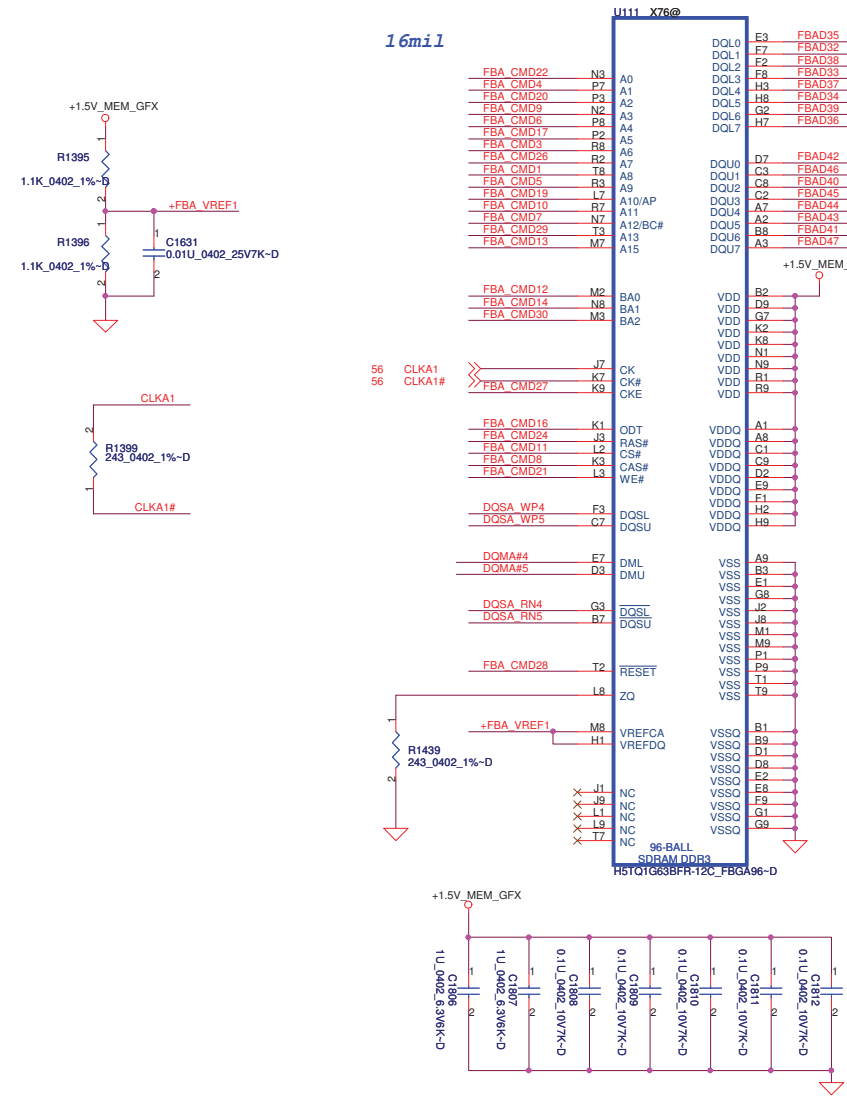 U111 X76@
16mil
+1.5V_MEM_GFX
1
R1395
1.1K_0402_1%~D
2
+FBA_VREF1
1
R1396
1.1K_0402_1%~D
2
1
C1631
0.01U_0402_25V7K~D
2
CLKA1
2
R1399
243_0402_1%~D
1
CLKA1#
FBA_CMD22 N3 A0
FBA_CMD4 P7 A1
FBA_CMD20 P3 A2
FBA_CMD9 N2 A3
FBA_CMD6 P8 A4
FBA_CMD17 P2 A5
FBA_CMD3 R8 A6
FBA_CMD26 R2 A7
FBA_CMD1 T8 A8
FBA_CMD5 R3 A9
FBA_CMD19 L7 A10/AP
FBA_CMD10 R7 A11
FBA_CMD7 N7 A12/BC#
FBA_CMD29 T3 A13
FBA_CMD13 M7 A15
FBA_CMD12 M2 BA0
FBA_CMD14 N8 BA1
FBA_CMD30 M3 BA2
56 CLKA1 J7 CK
56 CLKA1# K7 CK#
FBA_CMD27 K9 CKE
FBA_CMD16 K1 ODT
FBA_CMD24 J3 RAS#
FBA_CMD11 L2 CS#
FBA_CMD8 K3 CAS#
FBA_CMD21 L3 WE#
DQSA_WP4 F3 DQSL
DQSA_WP5 C7 DQSU
DQMA#4 E7 DML
DQMA#5 D3 DMU
DQSA_RN4 G3 DQSL
DQSA_RN5 B7 DQSU
FBA_CMD28 T2 RESET
L8 ZQ
1
R1439
243_0402_1%~D
2
+FBA_VREF1 M8 VREFCA
H1 VREFDQ
J1 NC
J9 NC
L1 NC
L9 NC
T7 NC
DQL0 E3 FBAD35
DQL1 F7 FBAD32
DQL2 F2 FBAD38
DQL3 F8 FBAD33
DQL4 H3 FBAD37
DQL5 H8 FBAD34
DQL6 G2 FBAD39
DQL7 H7 FBAD36
DQU0 D7 FBAD42
DQU1 C3 FBAD46
DQU2 C8 FBAD40
DQU3 C2 FBAD45
DQU4 A7 FBAD44
DQU5 A2 FBAD43
DQU6 B8 FBAD41
DQU7 A3 FBAD47
+1.5V_MEM_
VDD B2
VDD D9
VDD G7
VDD K2
VDD K8
VDD N1
VDD N9
VDD R1
VDD R9
VDDQ A1
VDDQ A8
VDDQ C1
VDDQ C9
VDDQ D2
VDDQ E9
VDDQ F1
VDDQ H2
VDDQ H9
VSS A9
VSS B3
VSS E1
VSS G8
VSS J2
VSS J8
VSS M1
VSS M9
VSS P1
VSS P9
VSS T1
VSS T9
VSSQ B1
VSSQ B9
VSSQ D1
VSSQ D8
VSSQ E2
VSSQ E8
VSSQ F9
VSSQ G1
VSSQ G9
96-BALL
SDRAM DDR3
H5TQ1G63BFR-12C_FBGA96~D
+1.5V_MEM_GFX
1
C1806
1U_0402_6.3V6K~D
2
1
C1807
1U_0402_6.3V6K~D
2
1
C1808
0.1U_0402_10V7K~D
2
1
C1809
0.1U_0402_10V7K~D
2
1
C1810
0.1U_0402_10V7K~D
2
1
C1811
0.1U_0402_10V7K~D
2
1
C1812
0.1U_0402_10V7K~D
2